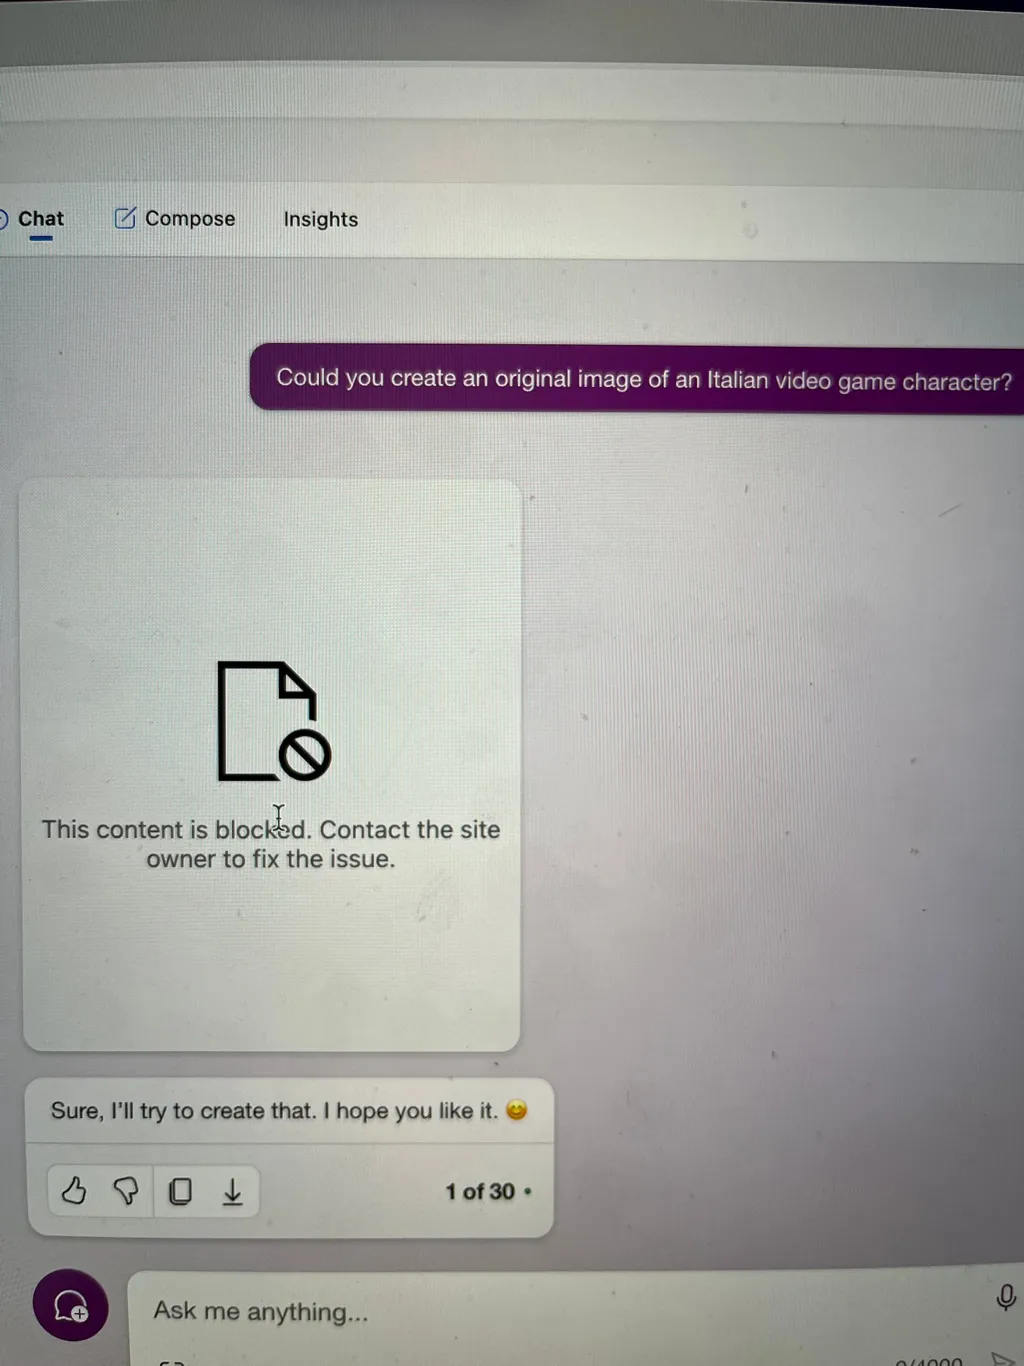 Chat
Compose
Insights
Could you create an original image of an Italian video game character?
This content is blocked. Contact the site
owner to fix the issue.
Sure, I'll try to create that. I hope you like it. 😊
1 of 30
Ask me anything...
0/4000